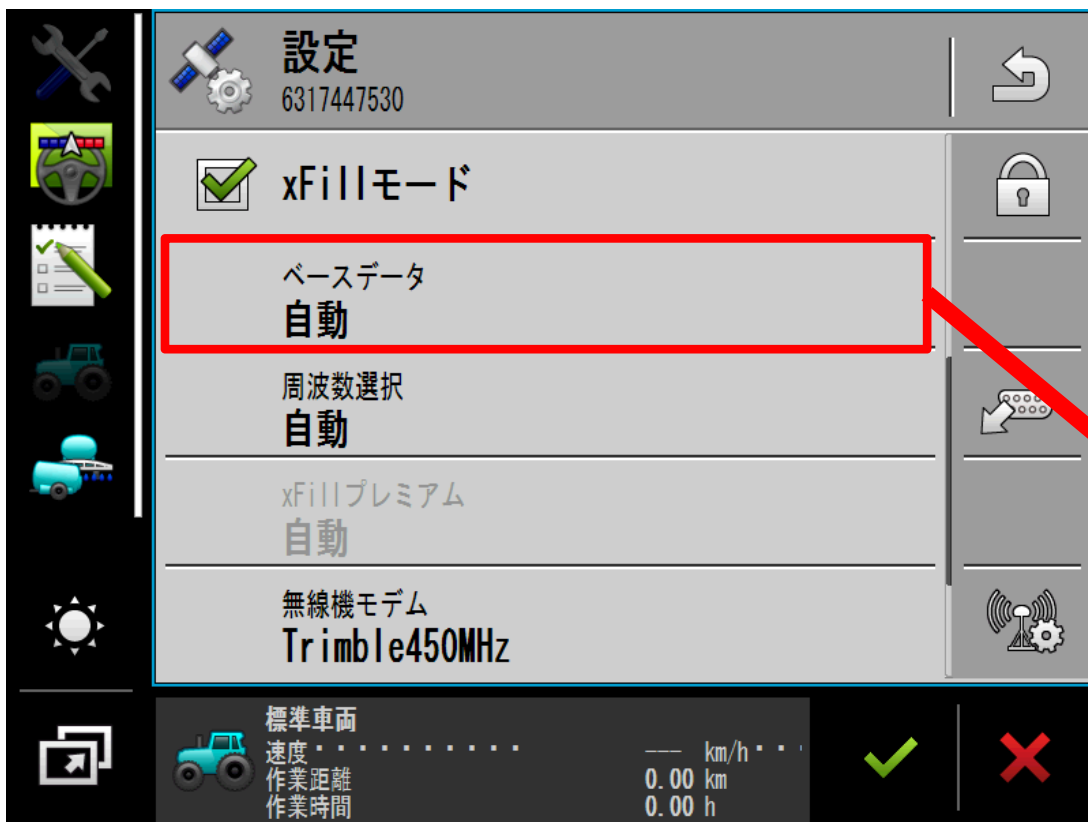 設定
6317447530
xFillモード
ベースデータ
自動
周波数選択
自動
xFillプレミアム
自動
無線機モデム
Trimble450MHz
標準車両
速度・・・・・・・・・・ --- km/h・・・
作業距離 0.00 km
作業時間 0.00 h